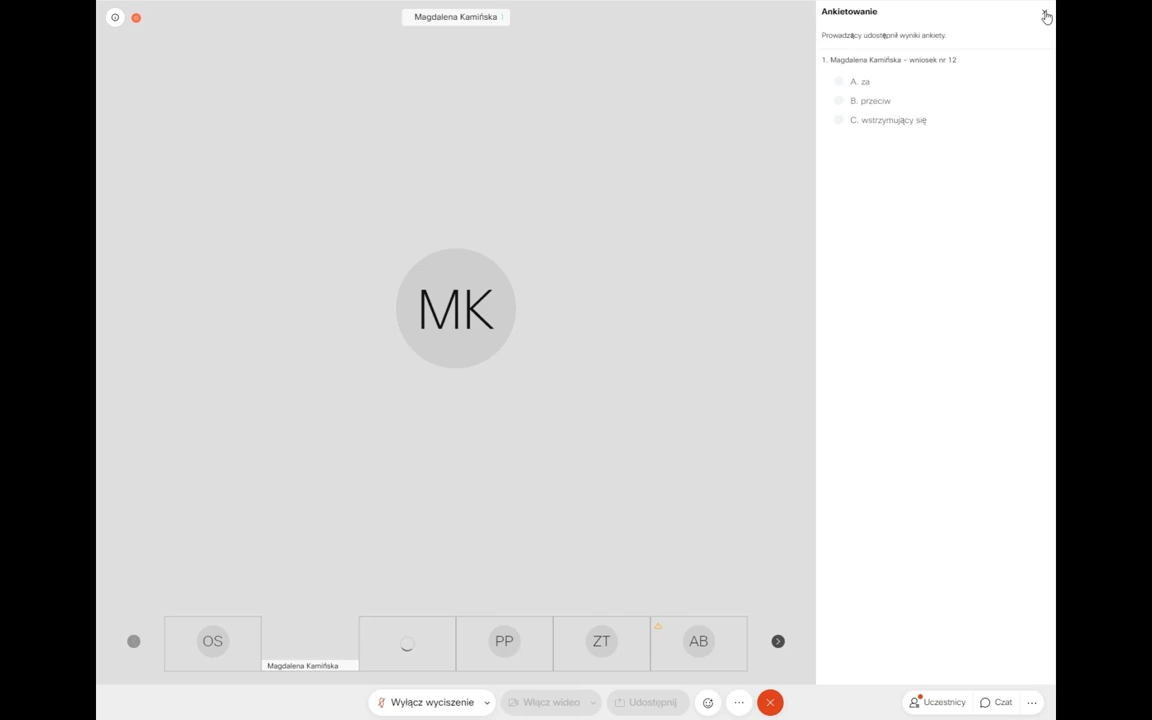 Magdalena Kamińska
Ankietowanie
Prowadzący udostępnił wyniki ankiety.
1. Magdalena Kamińska - wniosek nr 12
A. za
B. przeciw
C. wstrzymujący się
MK
OS
Magdalena Kamińska
PP
ZT
AB
Wyłącz wyciszenie
Włącz wideo
Udostępnij
Uczestnicy
Czat